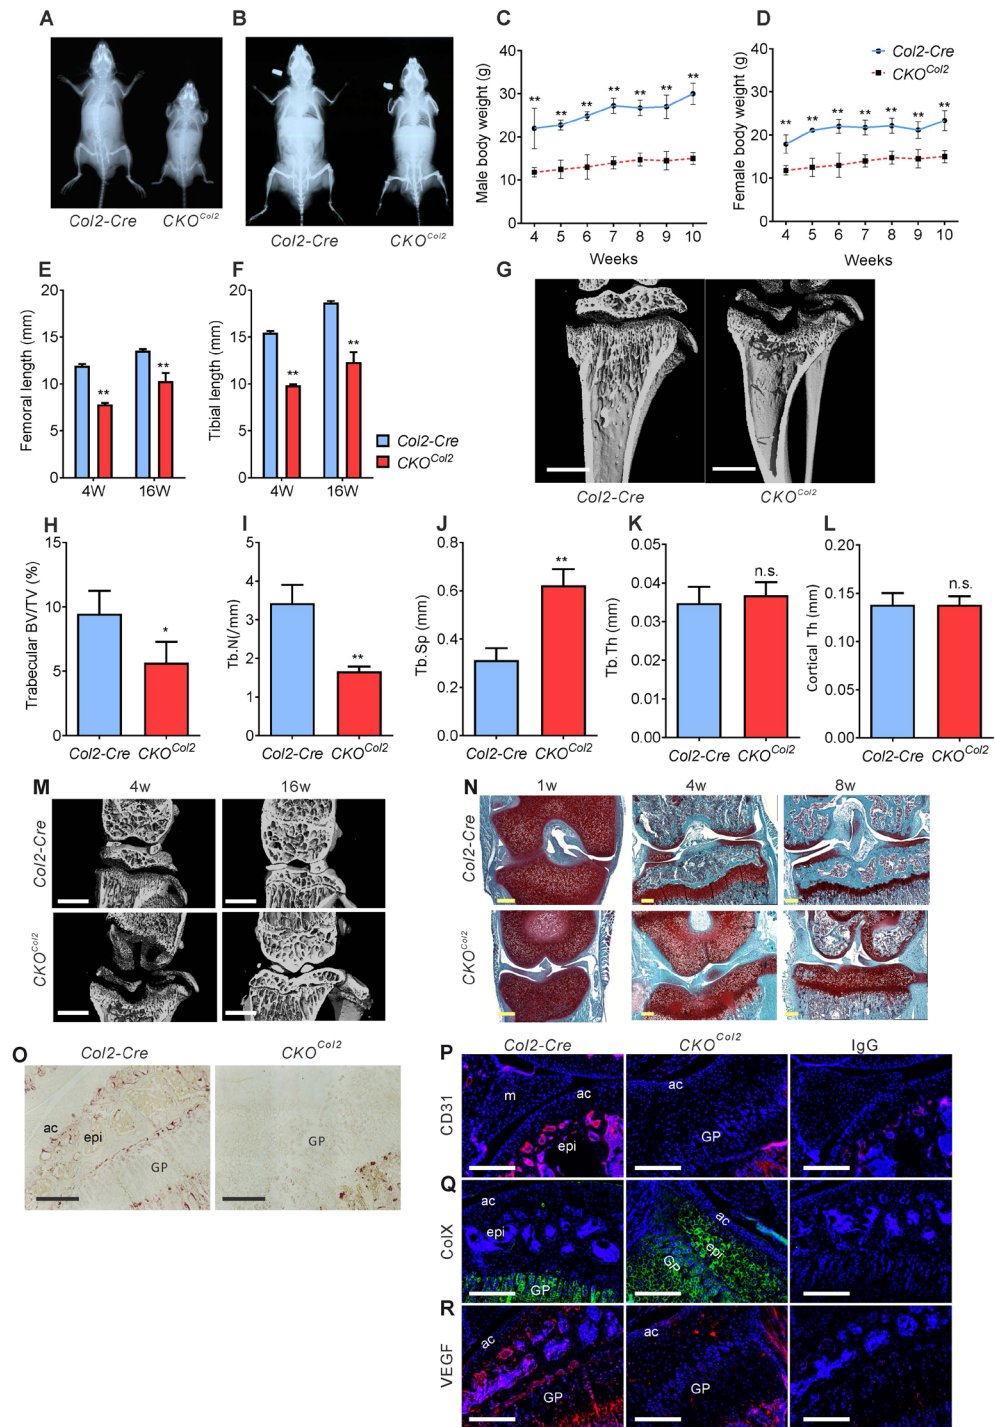 A
B
C
D
Col2-Cre
CKO^Col2
Col2-Cre
CKO^Col2
Male body weight (g)
40
30
20
10
0
**
**
**
**
**
**
**
4 5 6 7 8 9 10
Weeks
Female body weight (g)
40
30
20
10
0
Col2-Cre
CKO^Col2
**
**
**
**
**
**
**
4 5 6 7 8 9 10
Weeks
E
F
G
Femoral length (mm)
20
15
10
5
0
**
**
4W 16W
Tibial length (mm)
20
15
10
5
0
**
**
4W 16W
Col2-Cre
CKO^Col2
Col2-Cre
CKO^Col2
H
I
J
K
L
Trabecular BV/TV (%)
15
10
5
0
*
Col2-Cre CKO^Col2
Tb.N(/mm)
5
4
3
2
1
0
**
Col2-Cre CKO^Col2
Tb.Sp (mm)
0.8
0.6
0.4
0.2
0.0
**
Col2-Cre CKO^Col2
Tb.Th (mm)
0.05
0.04
0.03
0.02
0.01
0.00
n.s.
Col2-Cre CKO^Col2
Cortical Th (mm)
0.20
0.15
0.10
0.05
0.00
n.s.
Col2-Cre CKO^Col2
M
4w 16w
Col2-Cre
CKO^Col2
N
1w 4w 8w
Col2-Cre
CKO^Col2
O
Col2-Cre CKO^Col2
ac
epi
GP
GP
P
Col2-Cre CKO^Col2 IgG
CD31
m
ac
epi
ac
GP
Q
ColX
ac
epi
GP
ac
epi
GP
R
VEGF
ac
GP
ac
GP